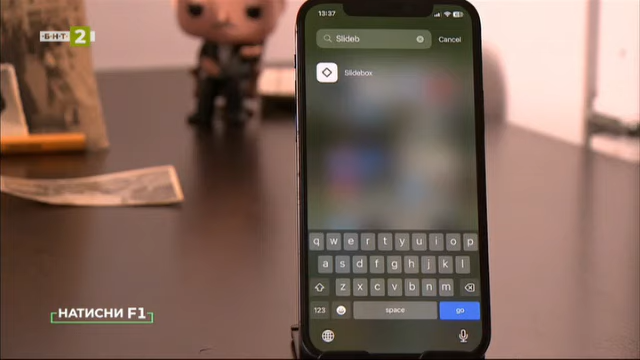 БНТ 2
13:37
Slideb
Cancel
Slidebox
q w e r t y u i o p
a s d f g h j k l
z x c v b n m
123 space go
НАТИСНИ F1